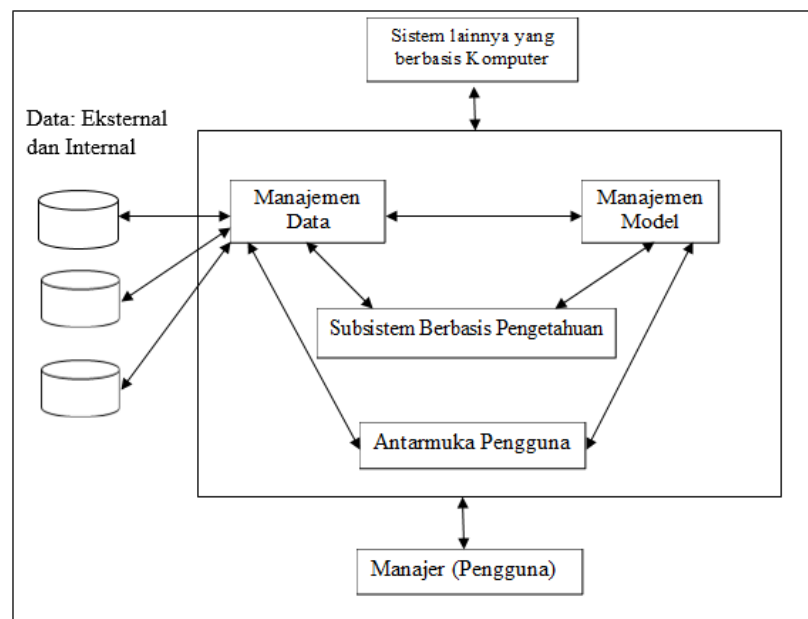 Sistem lainnya yang
berbasis Komputer
Data: Eksternal
dan Internal
Manajemen
Data
Manajemen
Model
Subsistem Berbasis Pengetahuan
Antarmuka Pengguna
Manajer (Pengguna)